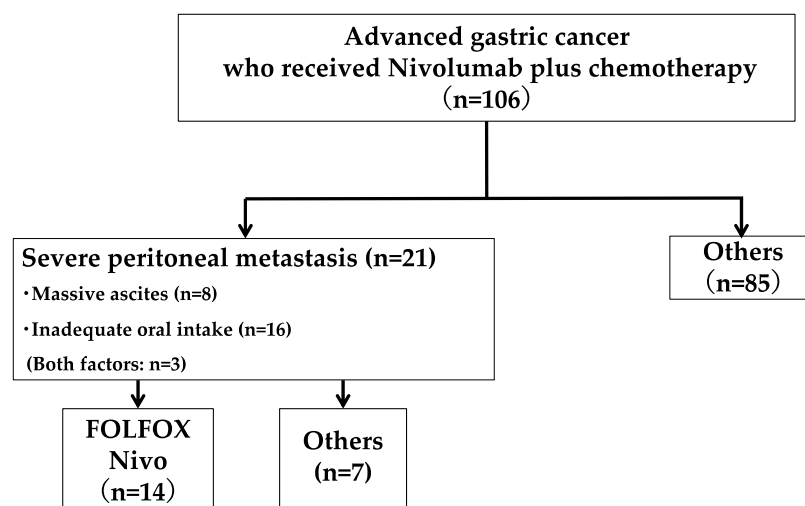 Advanced gastric cancer
who received Nivolumab plus chemotherapy
（n=106）
Severe peritoneal metastasis (n=21)
・Massive ascites (n=8)
・Inadequate oral intake (n=16)
(Both factors: n=3)
Others
（n=85）
FOLFOX
Nivo
（n=14）
Others
(n=7)